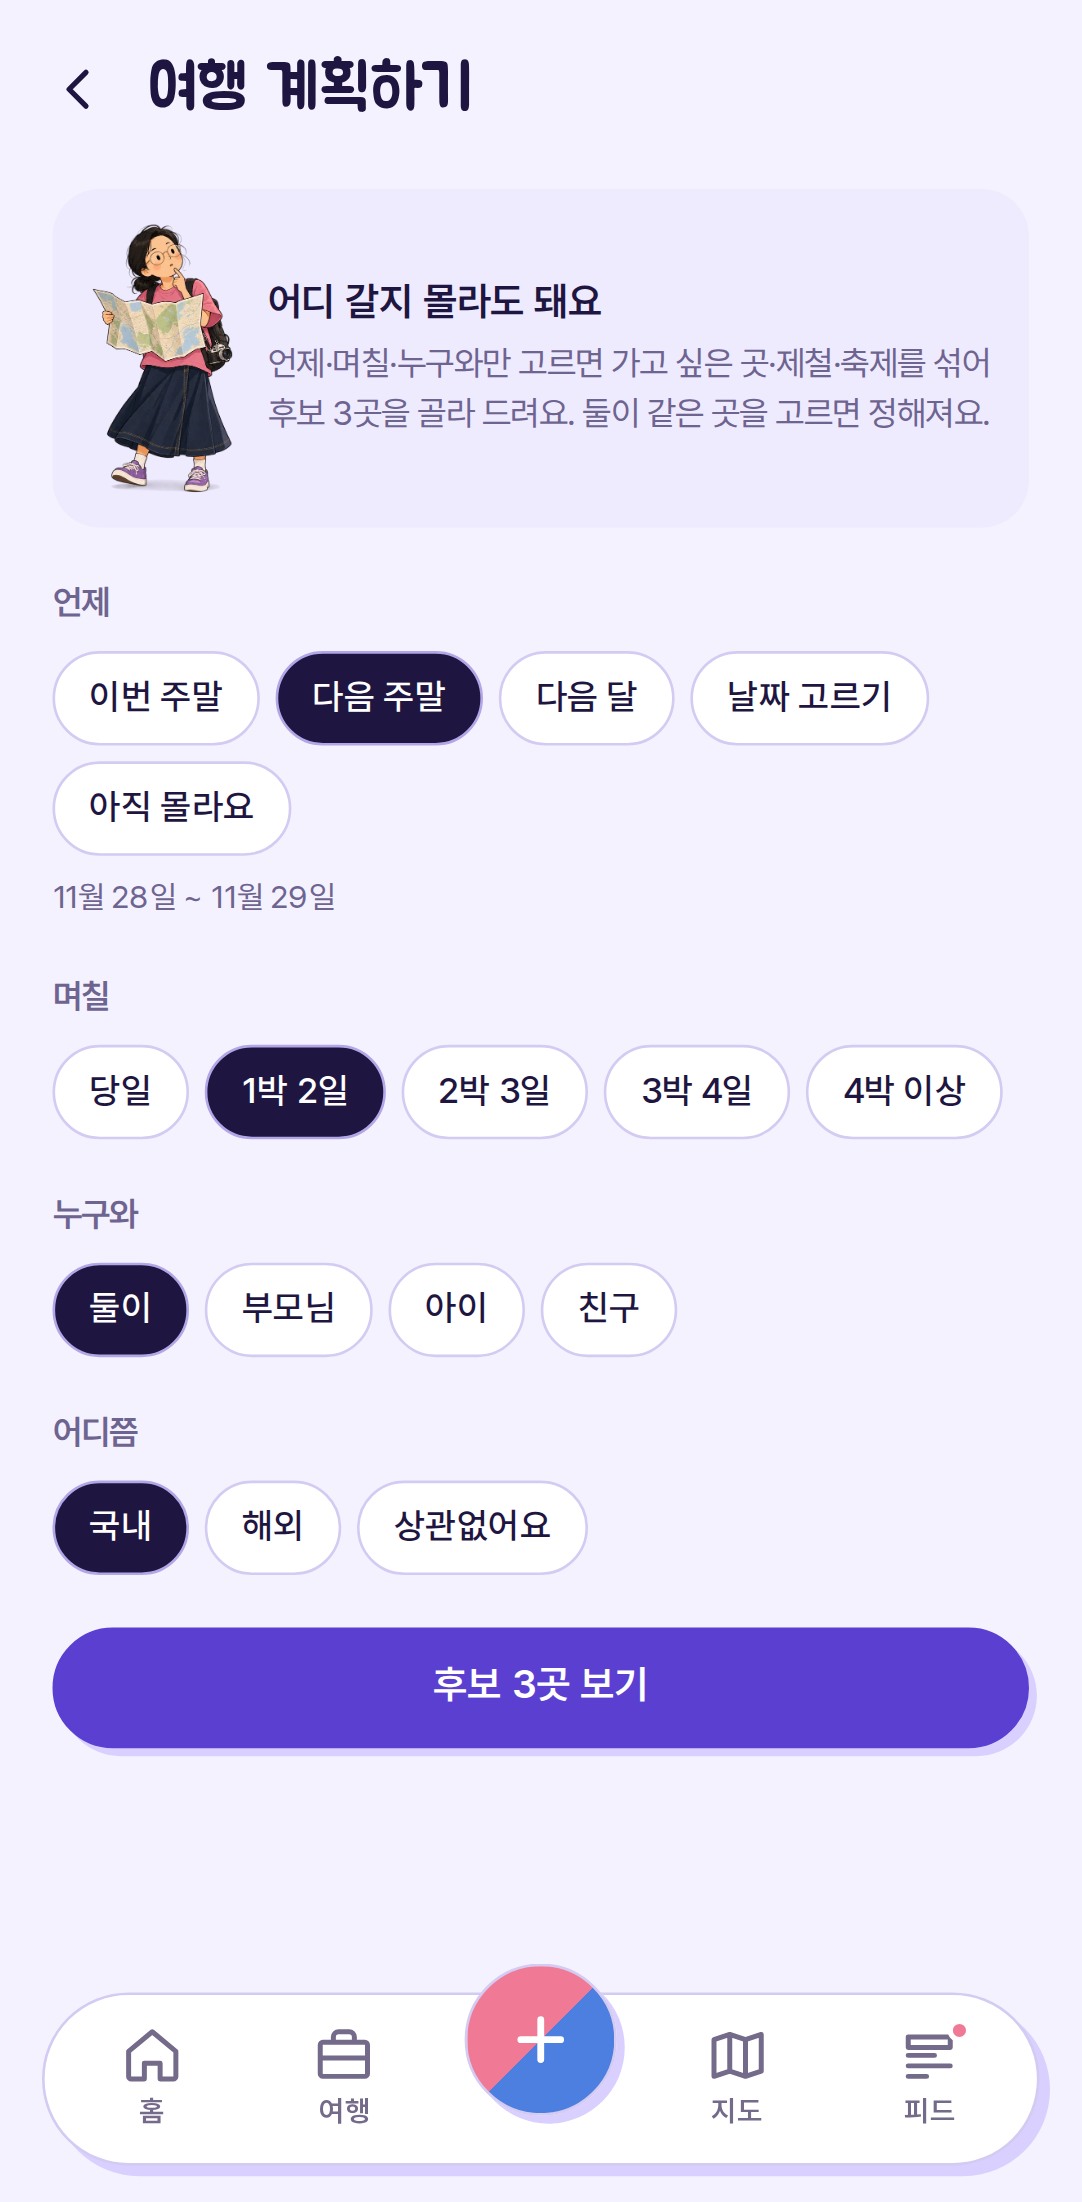 여행 계획하기
어디 갈지 몰라도 돼요
언제·며칠·누구와만 고르면 가고 싶은 곳·제철·축제를 섞어
후보 3곳을 골라 드려요. 둘이 같은 곳을 고르면 정해져요.
언제
이번 주말 다음 주말 다음 달 날짜 고르기
아직 몰라요
11월 28일 ~ 11월 29일
며칠
당일 1박 2일 2박 3일 3박 4일 4박 이상
누구와
둘이 부모님 아이 친구
어디쯤
국내 해외 상관없어요
후보 3곳 보기
홈 여행 지도 피드